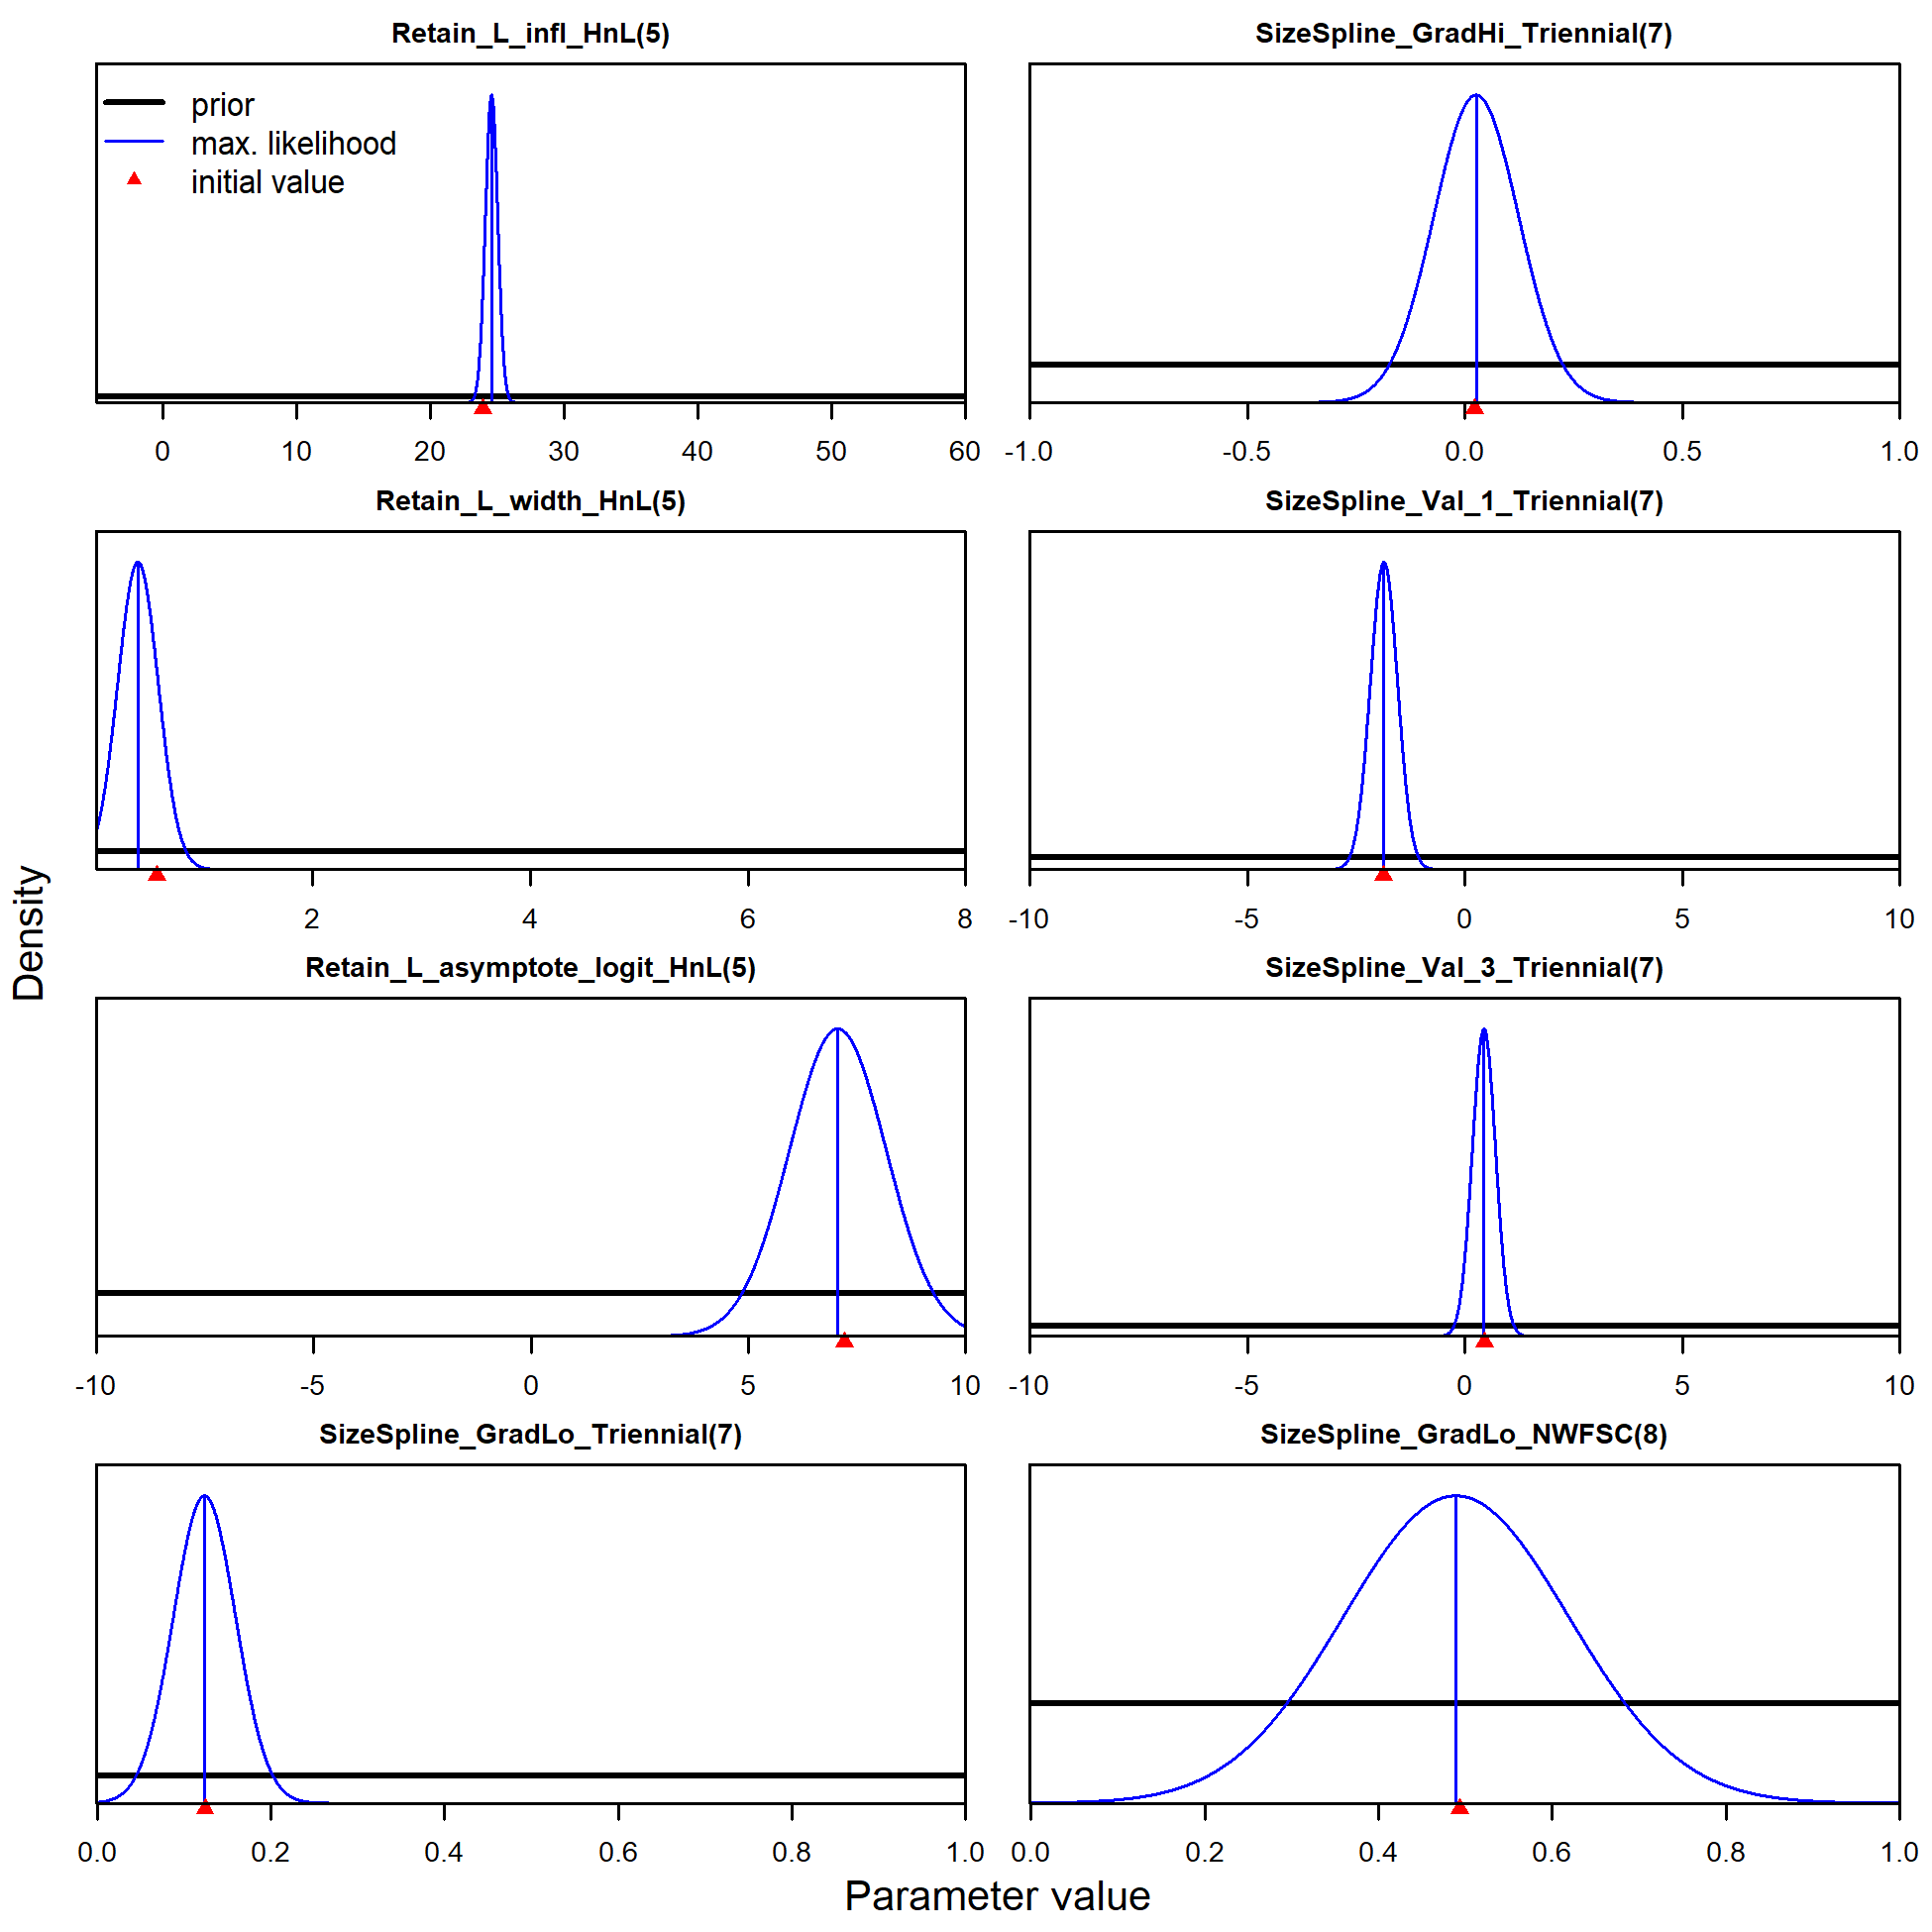 Retain_L_infl_HnL(5)
prior
max. likelihood
initial value
0 10 20 30 40 50 60
SizeSpline_GradHi_Triennial(7)
-1.0 -0.5 0.0 0.5 1.0
Retain_L_width_HnL(5)
2 4 6 8
SizeSpline_Val_1_Triennial(7)
-10 -5 0 5 10
Retain_L_asymptote_logit_HnL(5)
-10 -5 0 5 10
SizeSpline_Val_3_Triennial(7)
-10 -5 0 5 10
SizeSpline_GradLo_Triennial(7)
0.0 0.2 0.4 0.6 0.8 1.0
SizeSpline_GradLo_NWFSC(8)
0.0 0.2 0.4 0.6 0.8 1.0
Density
Parameter value